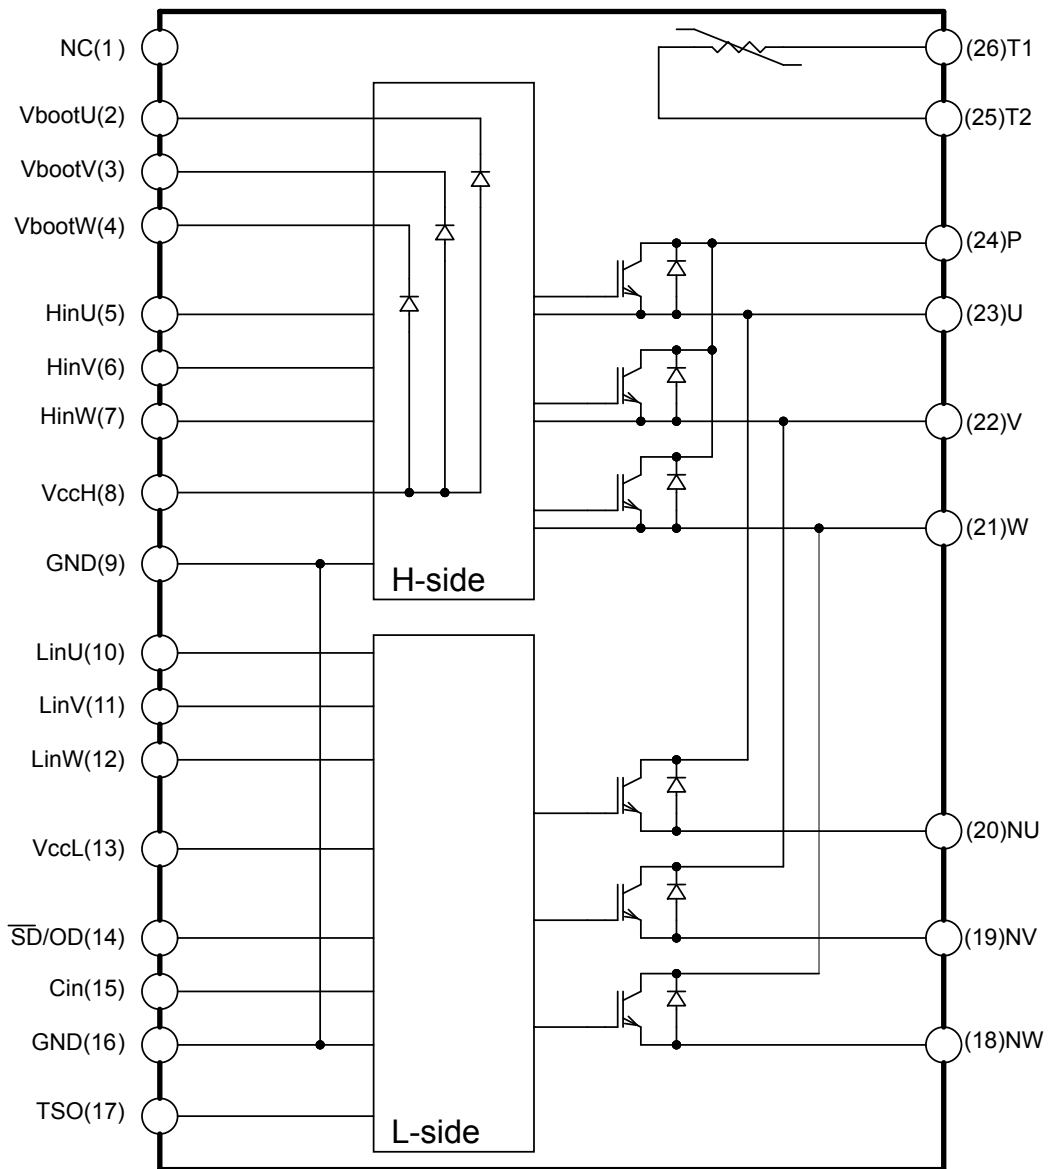 NC(1)
VbootU(2)
VbootV(3)
VbootW(4)
HinU(5)
HinV(6)
HinW(7)
VccH(8)
GND(9)
LinU(10)
LinV(11)
LinW(12)
VccL(13)
S̅D̅/OD(14)
Cin(15)
GND(16)
TSO(17)
H-side
L-side
(26)T1
(25)T2
(24)P
(23)U
(22)V
(21)W
(20)NU
(19)NV
(18)NW